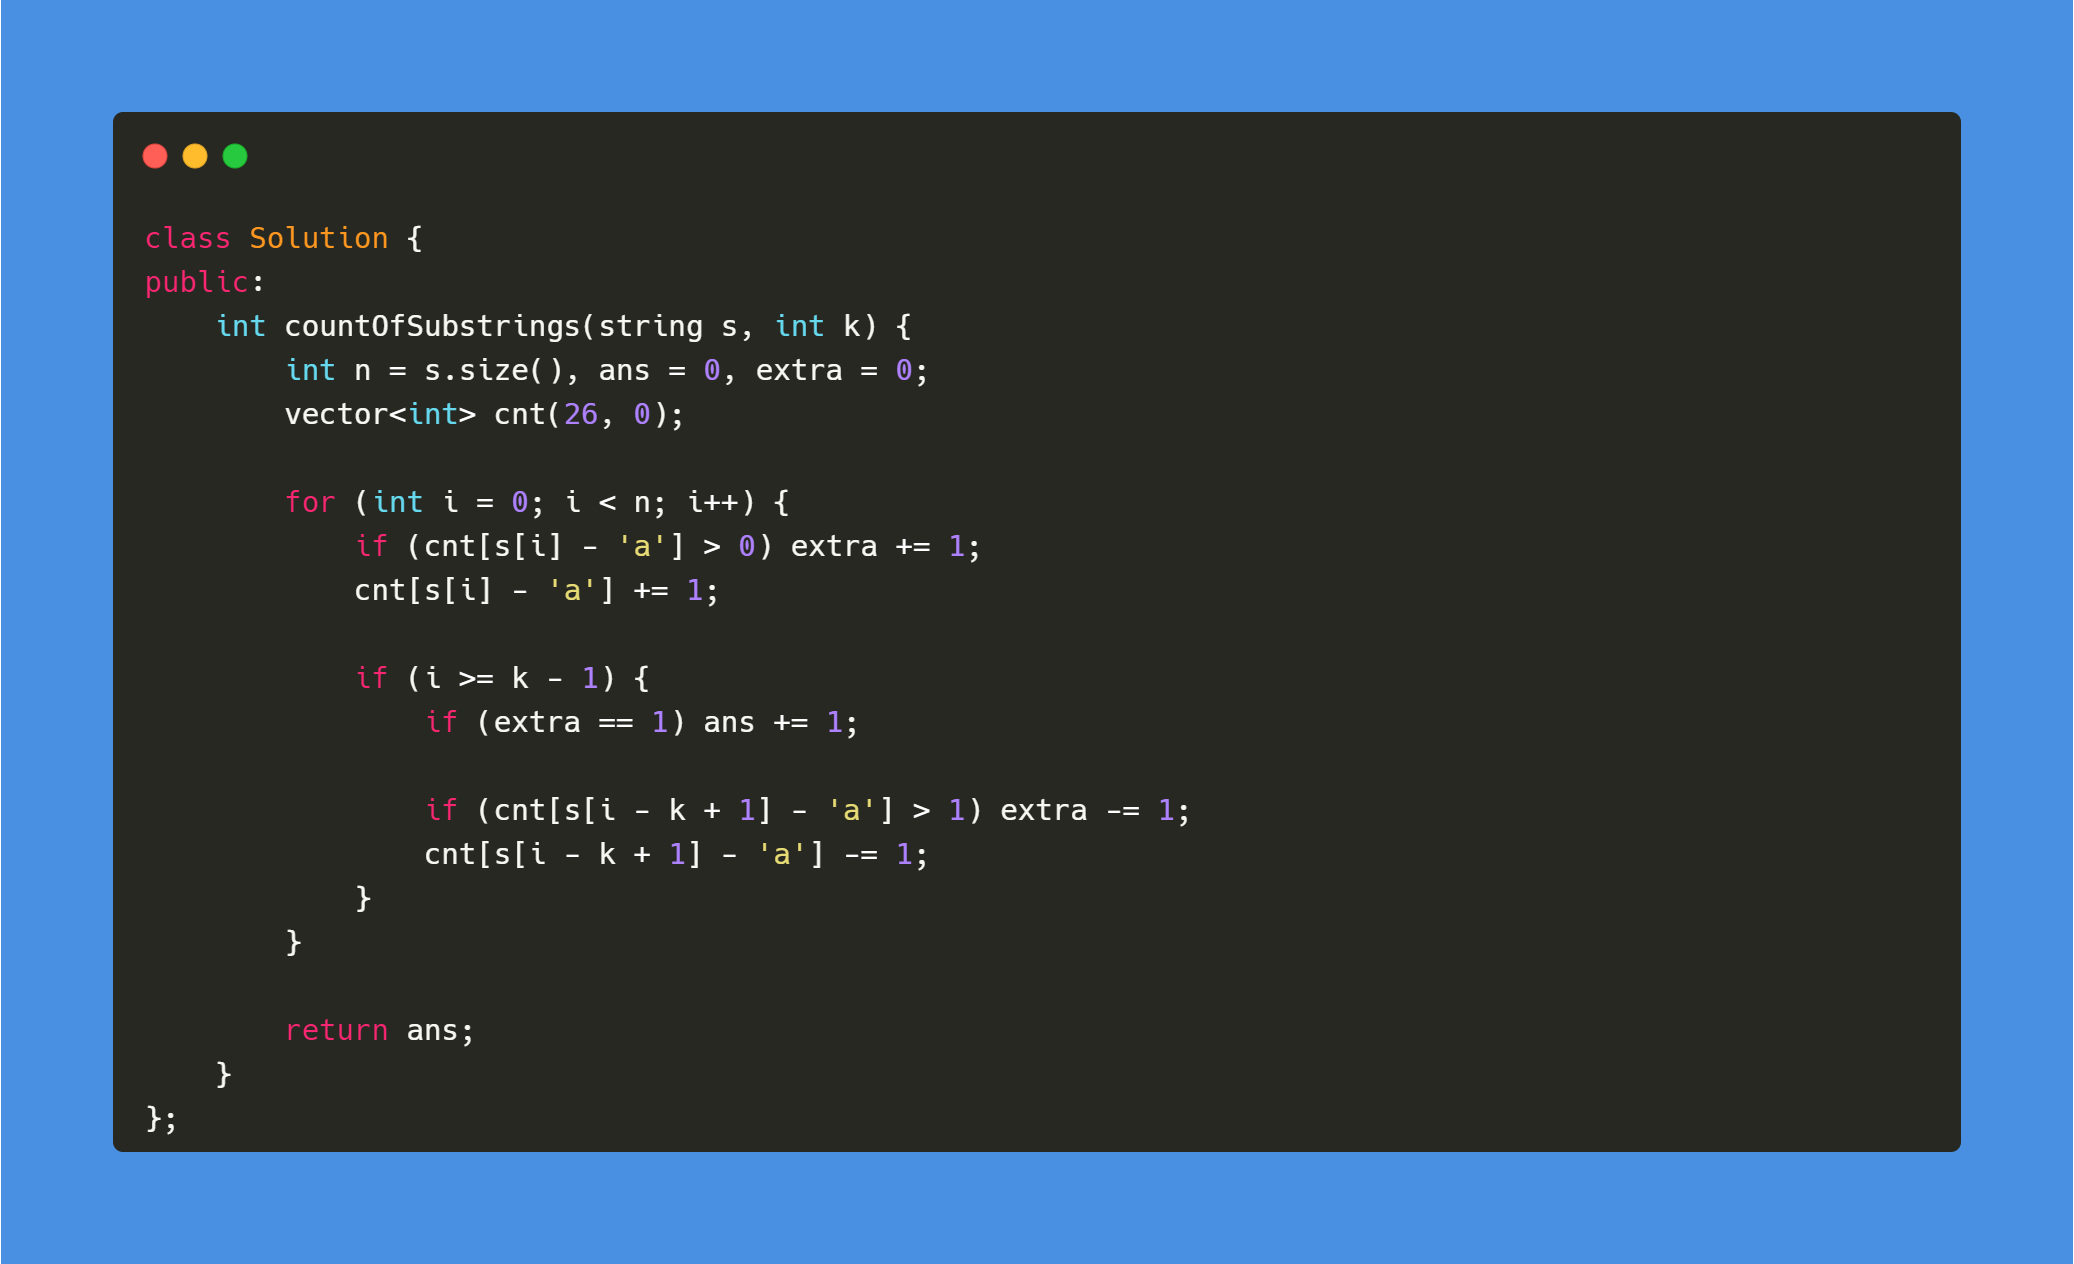 class Solution {
public:
    int countOfSubstrings(string s, int k) {
        int n = s.size(), ans = 0, extra = 0;
        vector<int> cnt(26, 0);

        for (int i = 0; i < n; i++) {
            if (cnt[s[i] - 'a'] > 0) extra += 1;
            cnt[s[i] - 'a'] += 1;

            if (i >= k - 1) {
                if (extra == 1) ans += 1;

                if (cnt[s[i - k + 1] - 'a'] > 1) extra -= 1;
                cnt[s[i - k + 1] - 'a'] -= 1;
            }
        }

        return ans;
    }
};